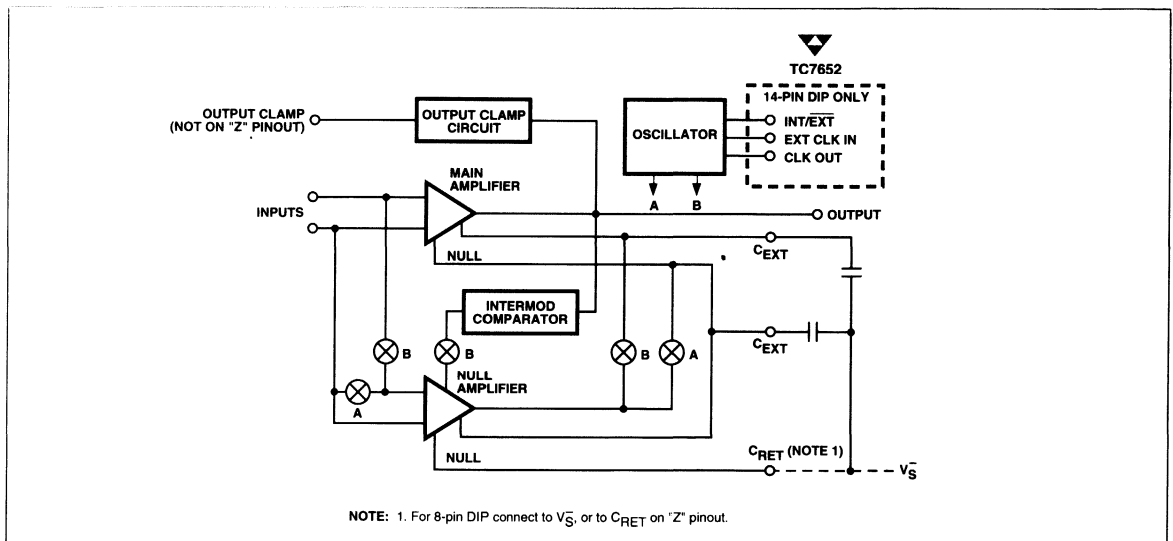 TC7652
14-PIN DIP ONLY
OUTPUT CLAMP
(NOT ON "Z" PINOUT)
OUTPUT CLAMP
CIRCUIT
OSCILLATOR
INT/EXT
EXT CLK IN
CLK OUT
MAIN
AMPLIFIER
A
B
INPUTS
OUTPUT
NULL
CEXT
INTERMOD
COMPARATOR
B
B
B
A
CEXT
NULL
AMPLIFIER
A
NULL
CRET (NOTE 1)
VS-
NOTE: 1. For 8-pin DIP connect to VS-, or to CRET on "Z" pinout.